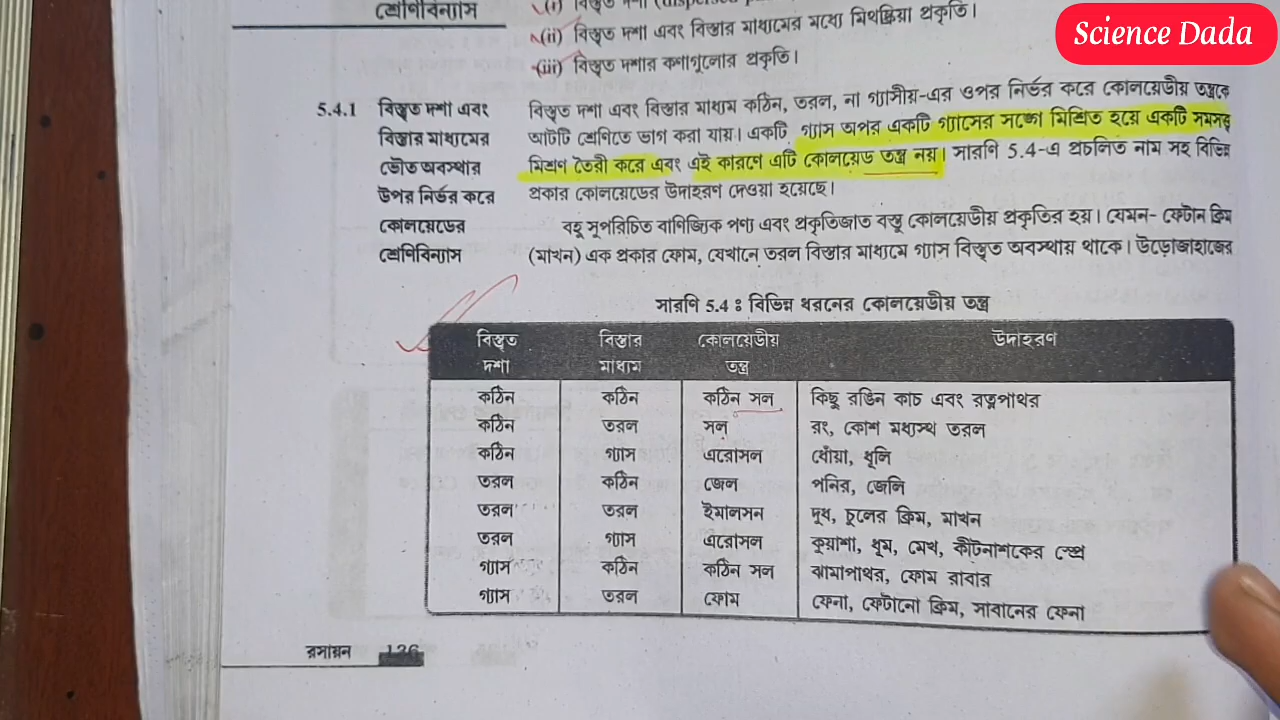 শ্রেণিবিন্যাস
(ii) বিস্তৃত দশা এবং বিস্তার মাধ্যমের মধ্যে মিথষ্ক্রিয়া প্রকৃতি।
(iii) বিস্তৃত দশার কণাগুলোর প্রকৃতি।
Science Dada
5.4.1 বিস্তৃত দশা এবং
বিস্তার মাধ্যমের
ভৌত অবস্থার
উপর নির্ভর করে
কোলয়েডের
শ্রেণিবিন্যাস
বিস্তৃত দশা এবং বিস্তার মাধ্যম কঠিন, তরল, না গ্যাসীয়-এর ওপর নির্ভর করে কোলয়েডীয় তন্ত্রকে
আটটি শ্রেণিতে ভাগ করা যায়। একটি গ্যাস অপর একটি গ্যাসের সঙ্গে মিশ্রিত হয়ে একটি সমসত্ত্ব
মিশ্রণ তৈরী করে এবং এই কারণে এটি কোলয়েড তন্ত্র নয়। সারণি 5.4-এ প্রচলিত নাম সহ বিভিন্ন
প্রকার কোলয়েডের উদাহরণ দেওয়া হয়েছে।
বহু সুপরিচিত বাণিজ্যিক পণ্য এবং প্রকৃতিজাত বস্তু কোলয়েডীয় প্রকৃতির হয়। যেমন- ফেটান ক্রিম
(মাখন) এক প্রকার ফোম, যেখানে তরল বিস্তার মাধ্যমে গ্যাস বিস্তৃত অবস্থায় থাকে। উড়োজাহাজের
সারণি 5.4 : বিভিন্ন ধরনের কোলয়েডীয় তন্ত্র
বিস্তৃত দশা বিস্তার মাধ্যম কোলয়েডীয় তন্ত্র উদাহরণ
কঠিন কঠিন কঠিন সল কিছু রঙিন কাচ এবং রত্নপাথর
কঠিন তরল সল রং, কোশ মধ্যস্থ তরল
কঠিন গ্যাস এরোসল ধোঁয়া, ধূলি
তরল কঠিন জেল পনির, জেলি
তরল তরল ইমালসন দুধ, চুলের ক্রিম, মাখন
তরল গ্যাস এরোসল কুয়াশা, ধূম, মেঘ, কীটনাশকের স্প্রে
গ্যাস কঠিন কঠিন সল ঝামাপাথর, ফোম রাবার
গ্যাস তরল ফোম ফেনা, ফেটানো ক্রিম, সাবানের ফেনা
রসায়ন 136